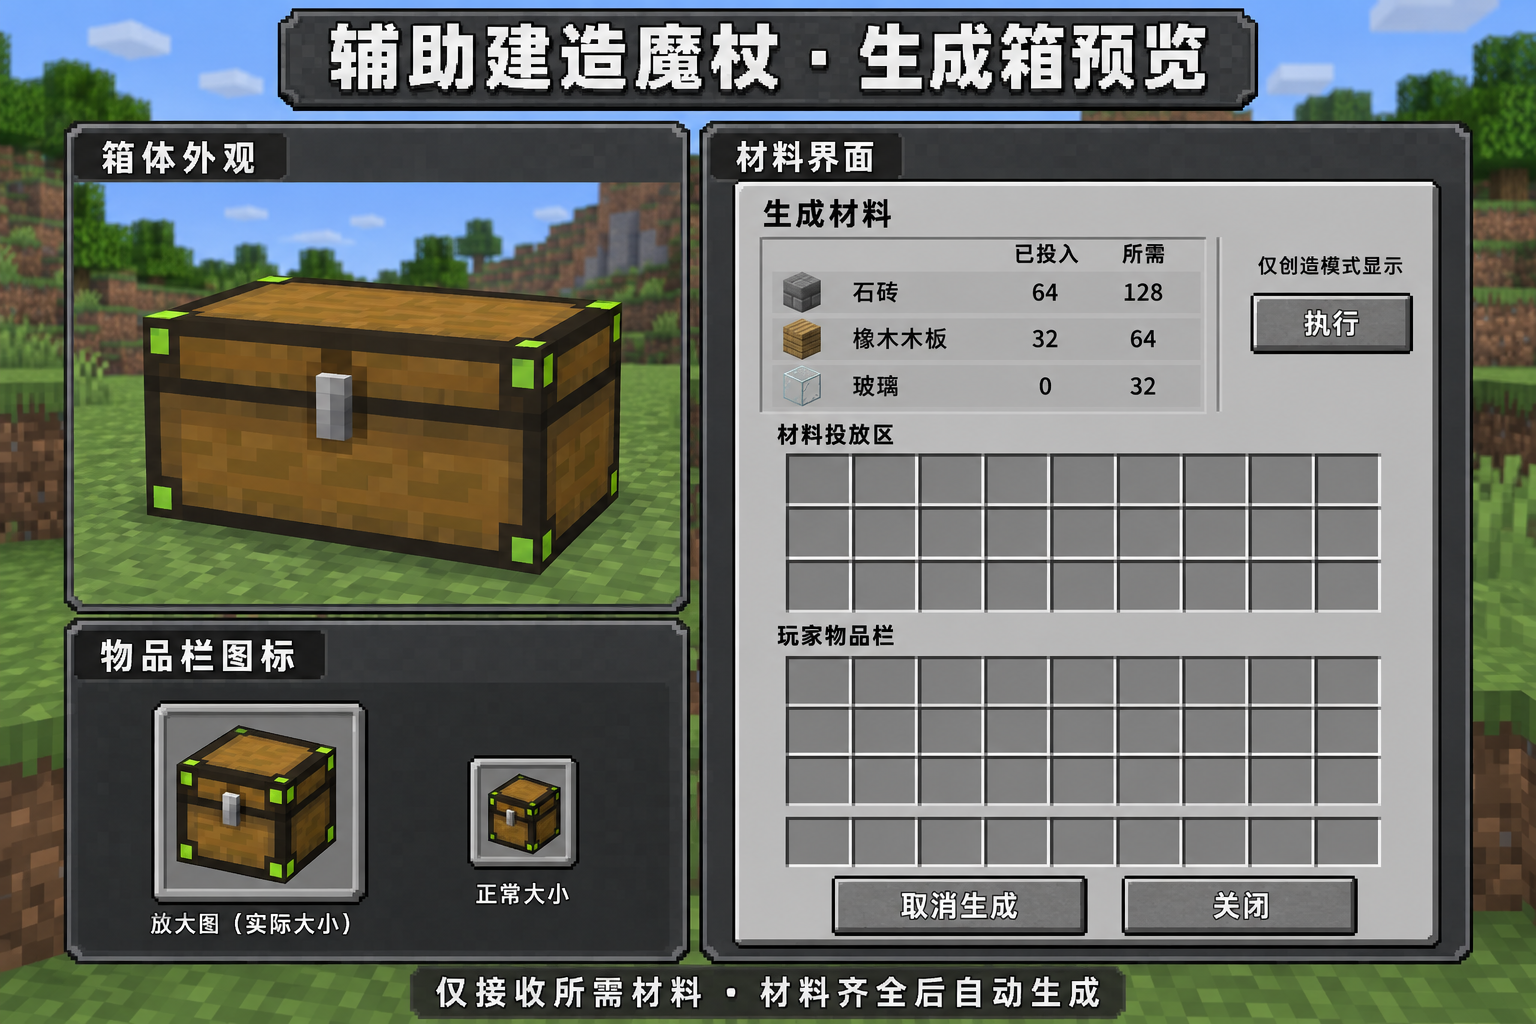 辅助建造魔杖·生成箱预览
箱体外观
材料界面
生成材料
已投入 所需
仅创造模式显示
石砖 64 128
执行
橡木木板 32 64
玻璃 0 32
材料投放区
玩家物品栏
物品栏图标
正常大小
放大图（实际大小）
取消生成
关闭
仅接收所需材料·材料齐全后自动生成